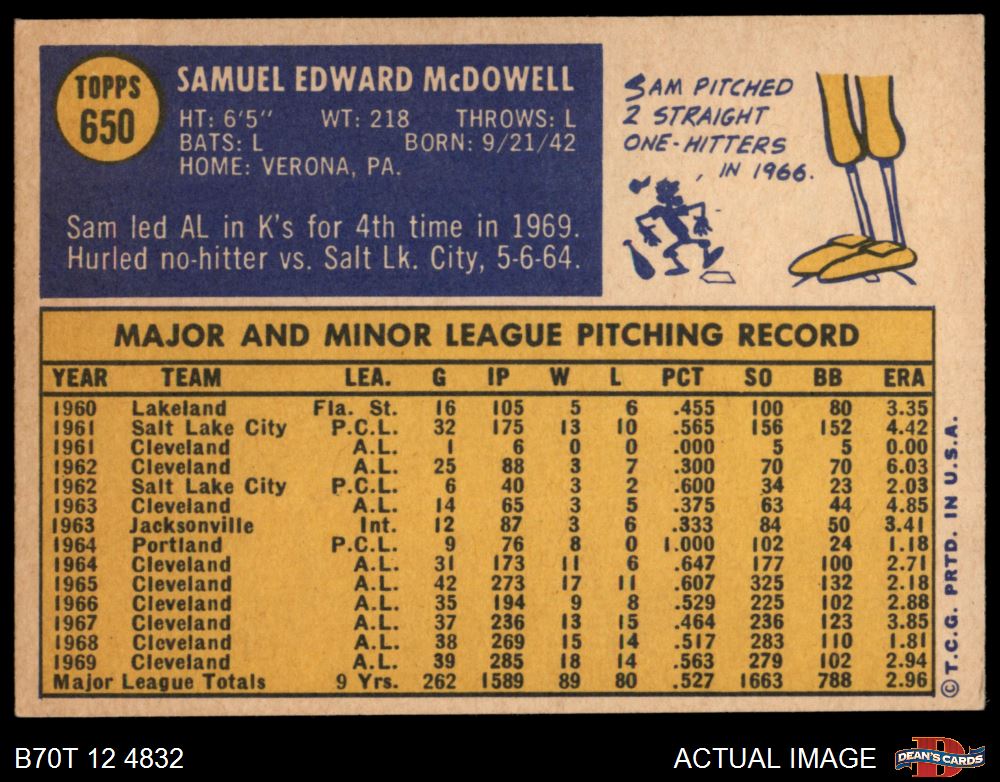 TOPPS
650
SAMUEL EDWARD McDOWELL
HT: 6'5" WT: 218 THROWS: L
BATS: L BORN: 9/21/42
HOME: VERONA, PA.
Sam led AL in K's for 4th time in 1969.
Hurled no-hitter vs. Salt Lk. City, 5-6-64.
SAM PITCHED
2 STRAIGHT
ONE-HITTERS
IN 1966.
MAJOR AND MINOR LEAGUE PITCHING RECORD
YEAR TEAM LEA. G IP W L PCT SO BB ERA
1960 Lakeland Fla. St. 16 105 5 6 .455 100 80 3.35
1961 Salt Lake City P.C.L. 32 175 13 10 .565 156 152 4.42
1961 Cleveland A.L. 1 6 0 0 .000 5 5 0.00
1962 Cleveland A.L. 25 88 3 7 .300 70 70 6.03
1962 Salt Lake City P.C.L. 6 40 3 2 .600 34 23 2.03
1963 Cleveland A.L. 14 65 3 5 .375 63 44 4.85
1963 Jacksonville Int. 12 87 3 6 .333 84 50 3.41
1964 Portland P.C.L. 9 76 8 0 1.000 102 24 1.18
1964 Cleveland A.L. 31 173 11 6 .647 177 100 2.71
1965 Cleveland A.L. 42 273 17 11 .607 325 132 2.18
1966 Cleveland A.L. 35 194 9 8 .529 225 102 2.88
1967 Cleveland A.L. 37 236 13 15 .464 236 123 3.85
1968 Cleveland A.L. 38 269 15 14 .517 283 110 1.81
1969 Cleveland A.L. 39 285 18 14 .563 279 102 2.94
Major League Totals 9 Yrs. 262 1589 89 80 .527 1663 788 2.96
© T.C.G. PRTD. IN U.S.A.
B70T 12 4832
ACTUAL IMAGE
DEAN'S CARDS